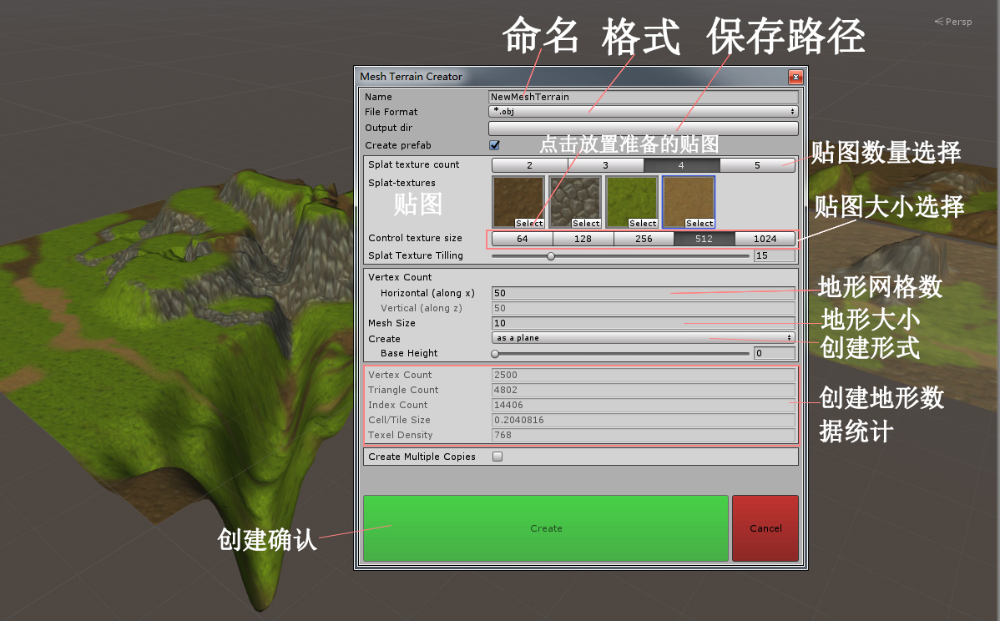 命名 格式 保存路径
Persp
Mesh Terrain Creator
Name NewMeshTerrain
File Format *.obj
Output dir
Create prefab
点击放置准备的贴图
Splat texture count 2 3 4 5
贴图数量选择
Splat-textures
贴图
Select Select Select Select
贴图大小选择
Control texture size 64 128 256 512 1024
Splat Texture Tilling 15
Vertex Count
Horizontal (along x) 50
地形网格数
Vertical (along z) 50
Mesh Size 10
地形大小
Create as a plane
创建形式
Base Height 0
Vertex Count 2500
Triangle Count 4802
Index Count 14406
Cell/Tile Size 0.2040816
Texel Density 768
创建地形数
据统计
Create Multiple Copies
Create
Cancel
创建确认